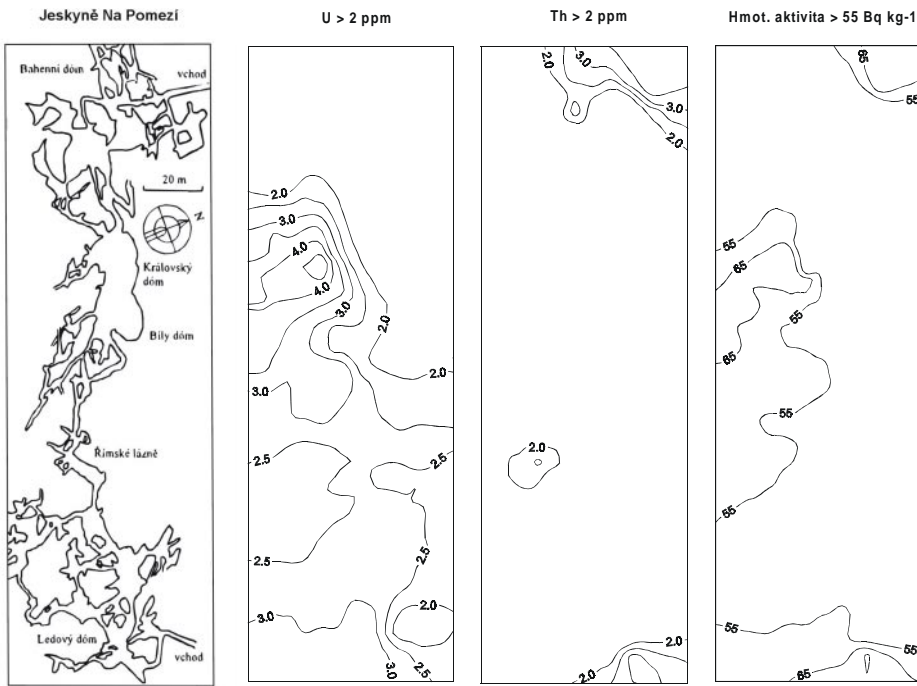 Jeskyně Na Pomezí
U > 2 ppm
Th > 2 ppm
Hmot. aktivita > 55 Bq kg-1
Bahenní dóm
vchod
20 m
N
Královský
dóm
Bílý dóm
Římské lázně
Ledový dóm
vchod
2.0
3.0
4.0
4.0
3.0
2.0
2.0
3.0
2.5
2.5
2.5
2.5
3.0
2.0
3.0
2.5
2.0
3.0
3.0
2.0
2.0
2.0
2.0
65
55
55
65
55
65
55
55
55
55
65